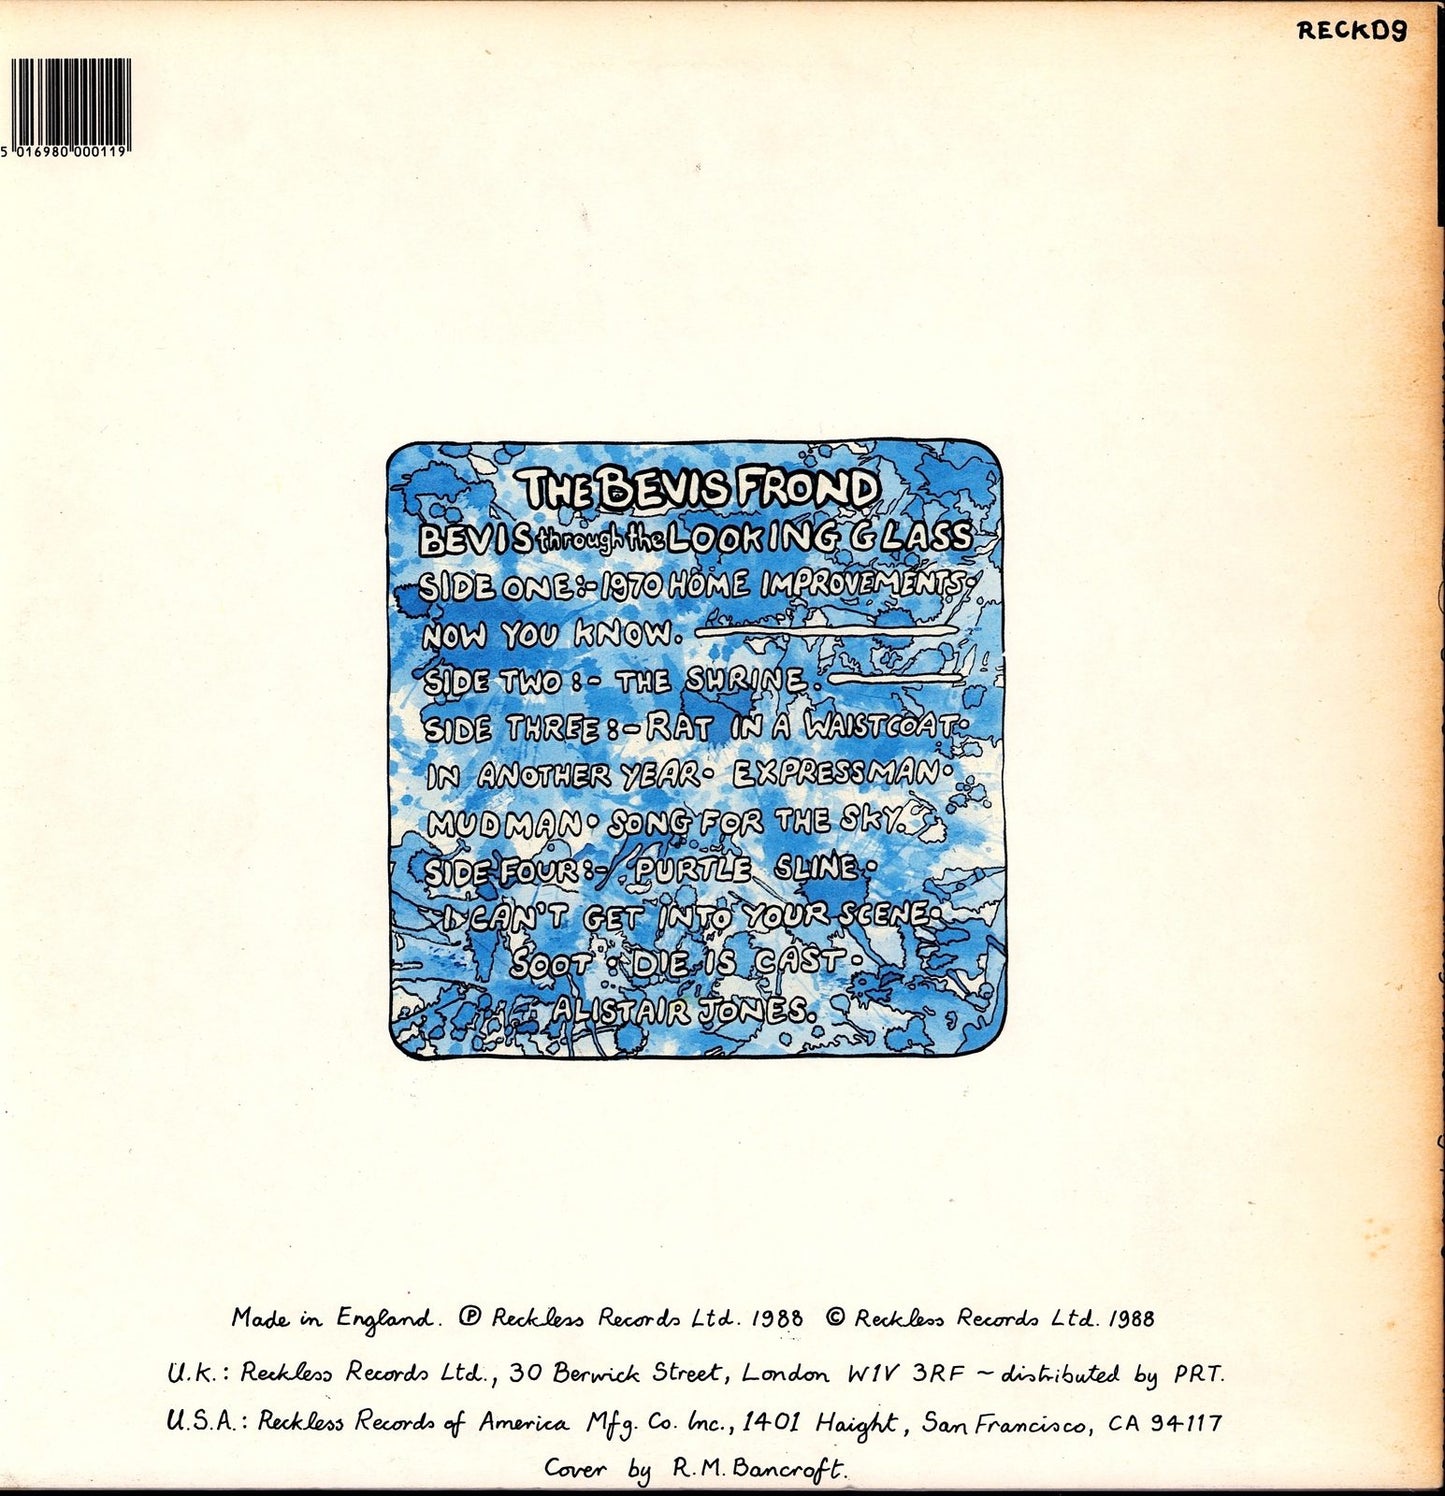 RECKD9
5 016980 000119
THE BEVIS FROND
BEVIS through the LOOKING GLASS
SIDE ONE:- 1970 HOME IMPROVEMENTS.
NOW YOU KNOW.
SIDE TWO:- THE SHRINE.
SIDE THREE:- RAT IN A WAISTCOAT.
IN ANOTHER YEAR. EXPRESSMAN.
MUDMAN. SONG FOR THE SKY.
SIDE FOUR:- PURTLE SLINE.
I CAN'T GET INTO YOUR SCENE.
SOOT. DIE IS CAST.
ALISTAIR JONES.
Made in England. ℗ Reckless Records Ltd. 1988 © Reckless Records Ltd. 1988
U.K.: Reckless Records Ltd., 30 Berwick Street, London W1V 3RF ~ distributed by PRT.
U.S.A.: Reckless Records of America Mfg. Co. Inc., 1401 Haight, San Francisco, CA 94117
Cover by R.M. Bancroft.